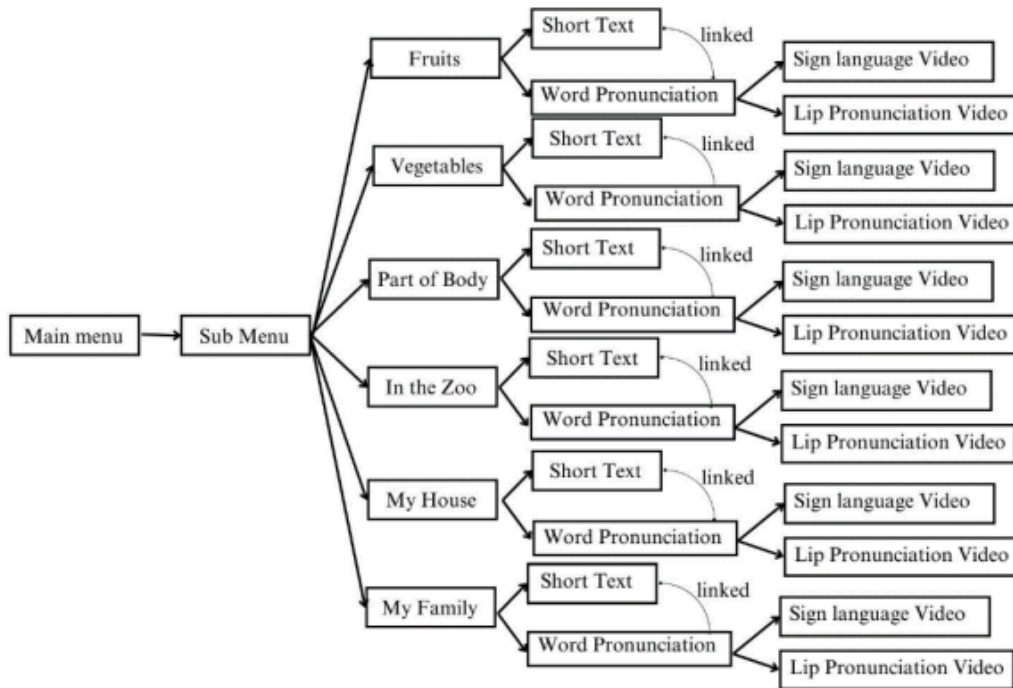 Main menu
Sub Menu
Fruits
Short Text
linked
Word Pronunciation
Sign language Video
Lip Pronunciation Video
Vegetables
Short Text
linked
Word Pronunciation
Sign language Video
Lip Pronunciation Video
Part of Body
Short Text
linked
Word Pronunciation
Sign language Video
Lip Pronunciation Video
In the Zoo
Short Text
linked
Word Pronunciation
Sign language Video
Lip Pronunciation Video
My House
Short Text
linked
Word Pronunciation
Sign language Video
Lip Pronunciation Video
My Family
Short Text
linked
Word Pronunciation
Sign language Video
Lip Pronunciation Video